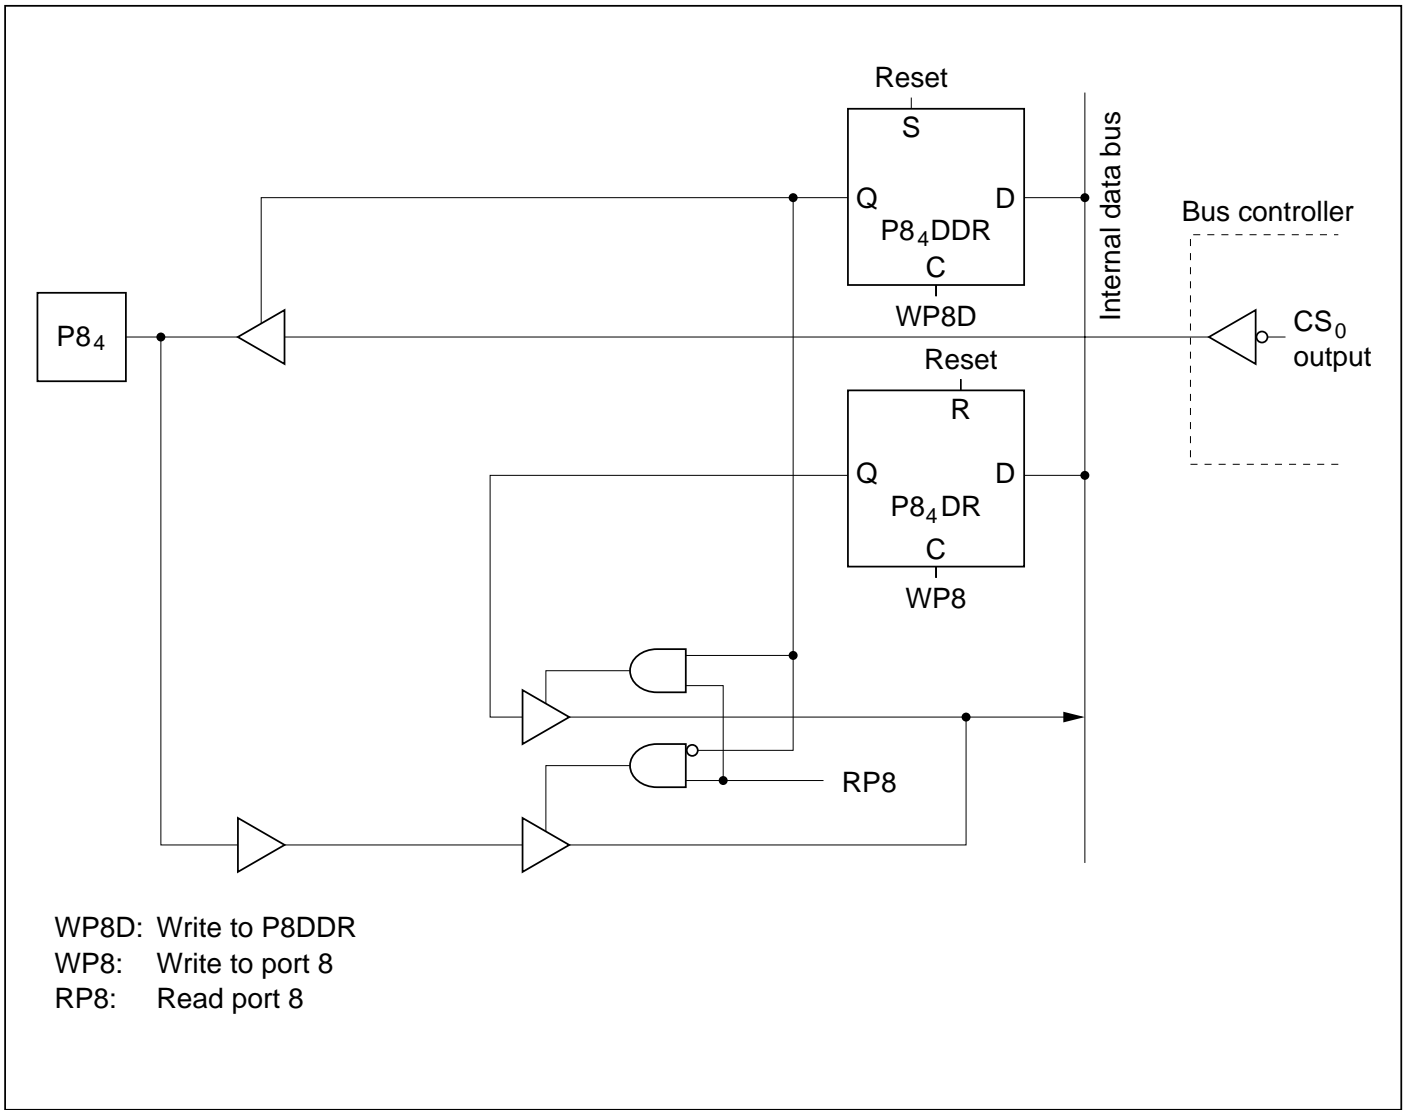 Reset
S
Q
D
P8₄DDR
C
WP8D
Internal data bus
Bus controller
P8₄
CS₀
output
Reset
R
Q
D
P8₄DR
C
WP8
RP8
WP8D: Write to P8DDR
WP8: Write to port 8
RP8: Read port 8